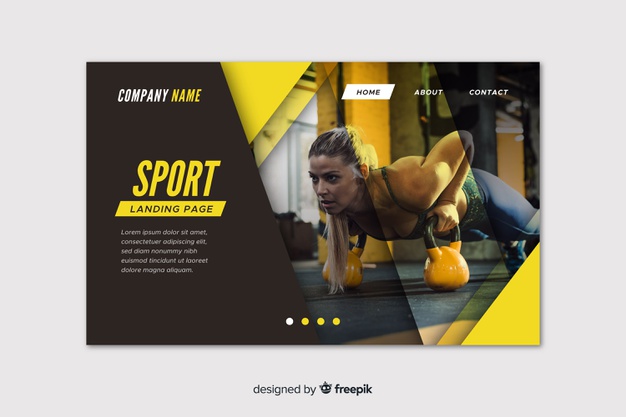 COMPANY NAME
HOME ABOUT CONTACT
SPORT
LANDING PAGE
Lorem ipsum dolor sit amet,
consectetuer adipiscing elit,
sed diam nonummy nibh
euismod tincidunt ut laoreet
dolore magna aliquam.
designed by freepik